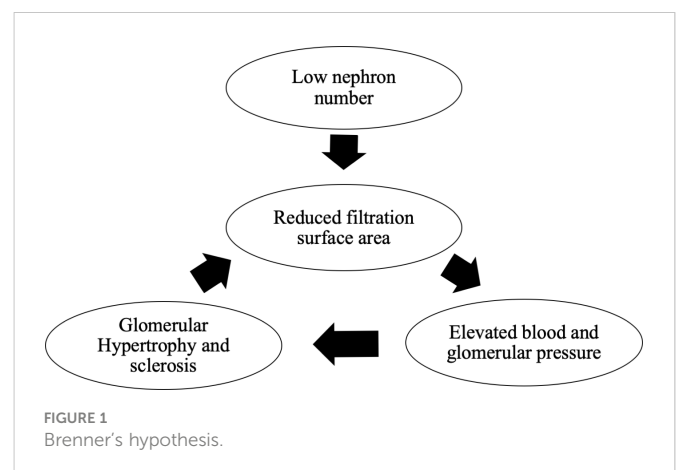 Low nephron
number
Reduced filtration
surface area
Glomerular
Hypertrophy and
sclerosis
Elevated blood and
glomerular pressure
FIGURE 1
Brenner's hypothesis.